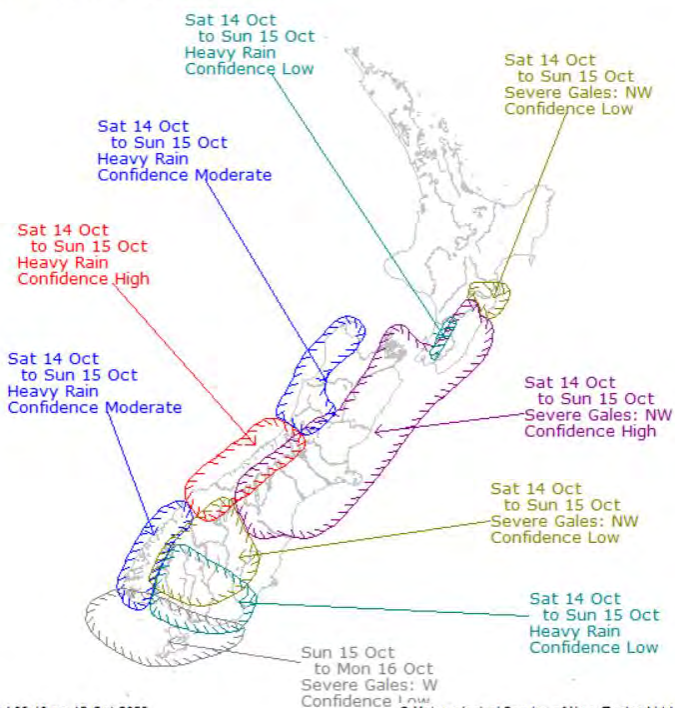 Sat 14 Oct
to Sun 15 Oct
Heavy Rain
Confidence Low
Sat 14 Oct
to Sun 15 Oct
Severe Gales: NW
Confidence Low
Sat 14 Oct
to Sun 15 Oct
Heavy Rain
Confidence Moderate
Sat 14 Oct
to Sun 15 Oct
Heavy Rain
Confidence High
Sat 14 Oct
to Sun 15 Oct
Heavy Rain
Confidence Moderate
Sat 14 Oct
to Sun 15 Oct
Severe Gales: NW
Confidence High
Sat 14 Oct
to Sun 15 Oct
Severe Gales: NW
Confidence Low
Sat 14 Oct
to Sun 15 Oct
Heavy Rain
Confidence Low
Sun 15 Oct
to Mon 16 Oct
Severe Gales: W
Confidence Low